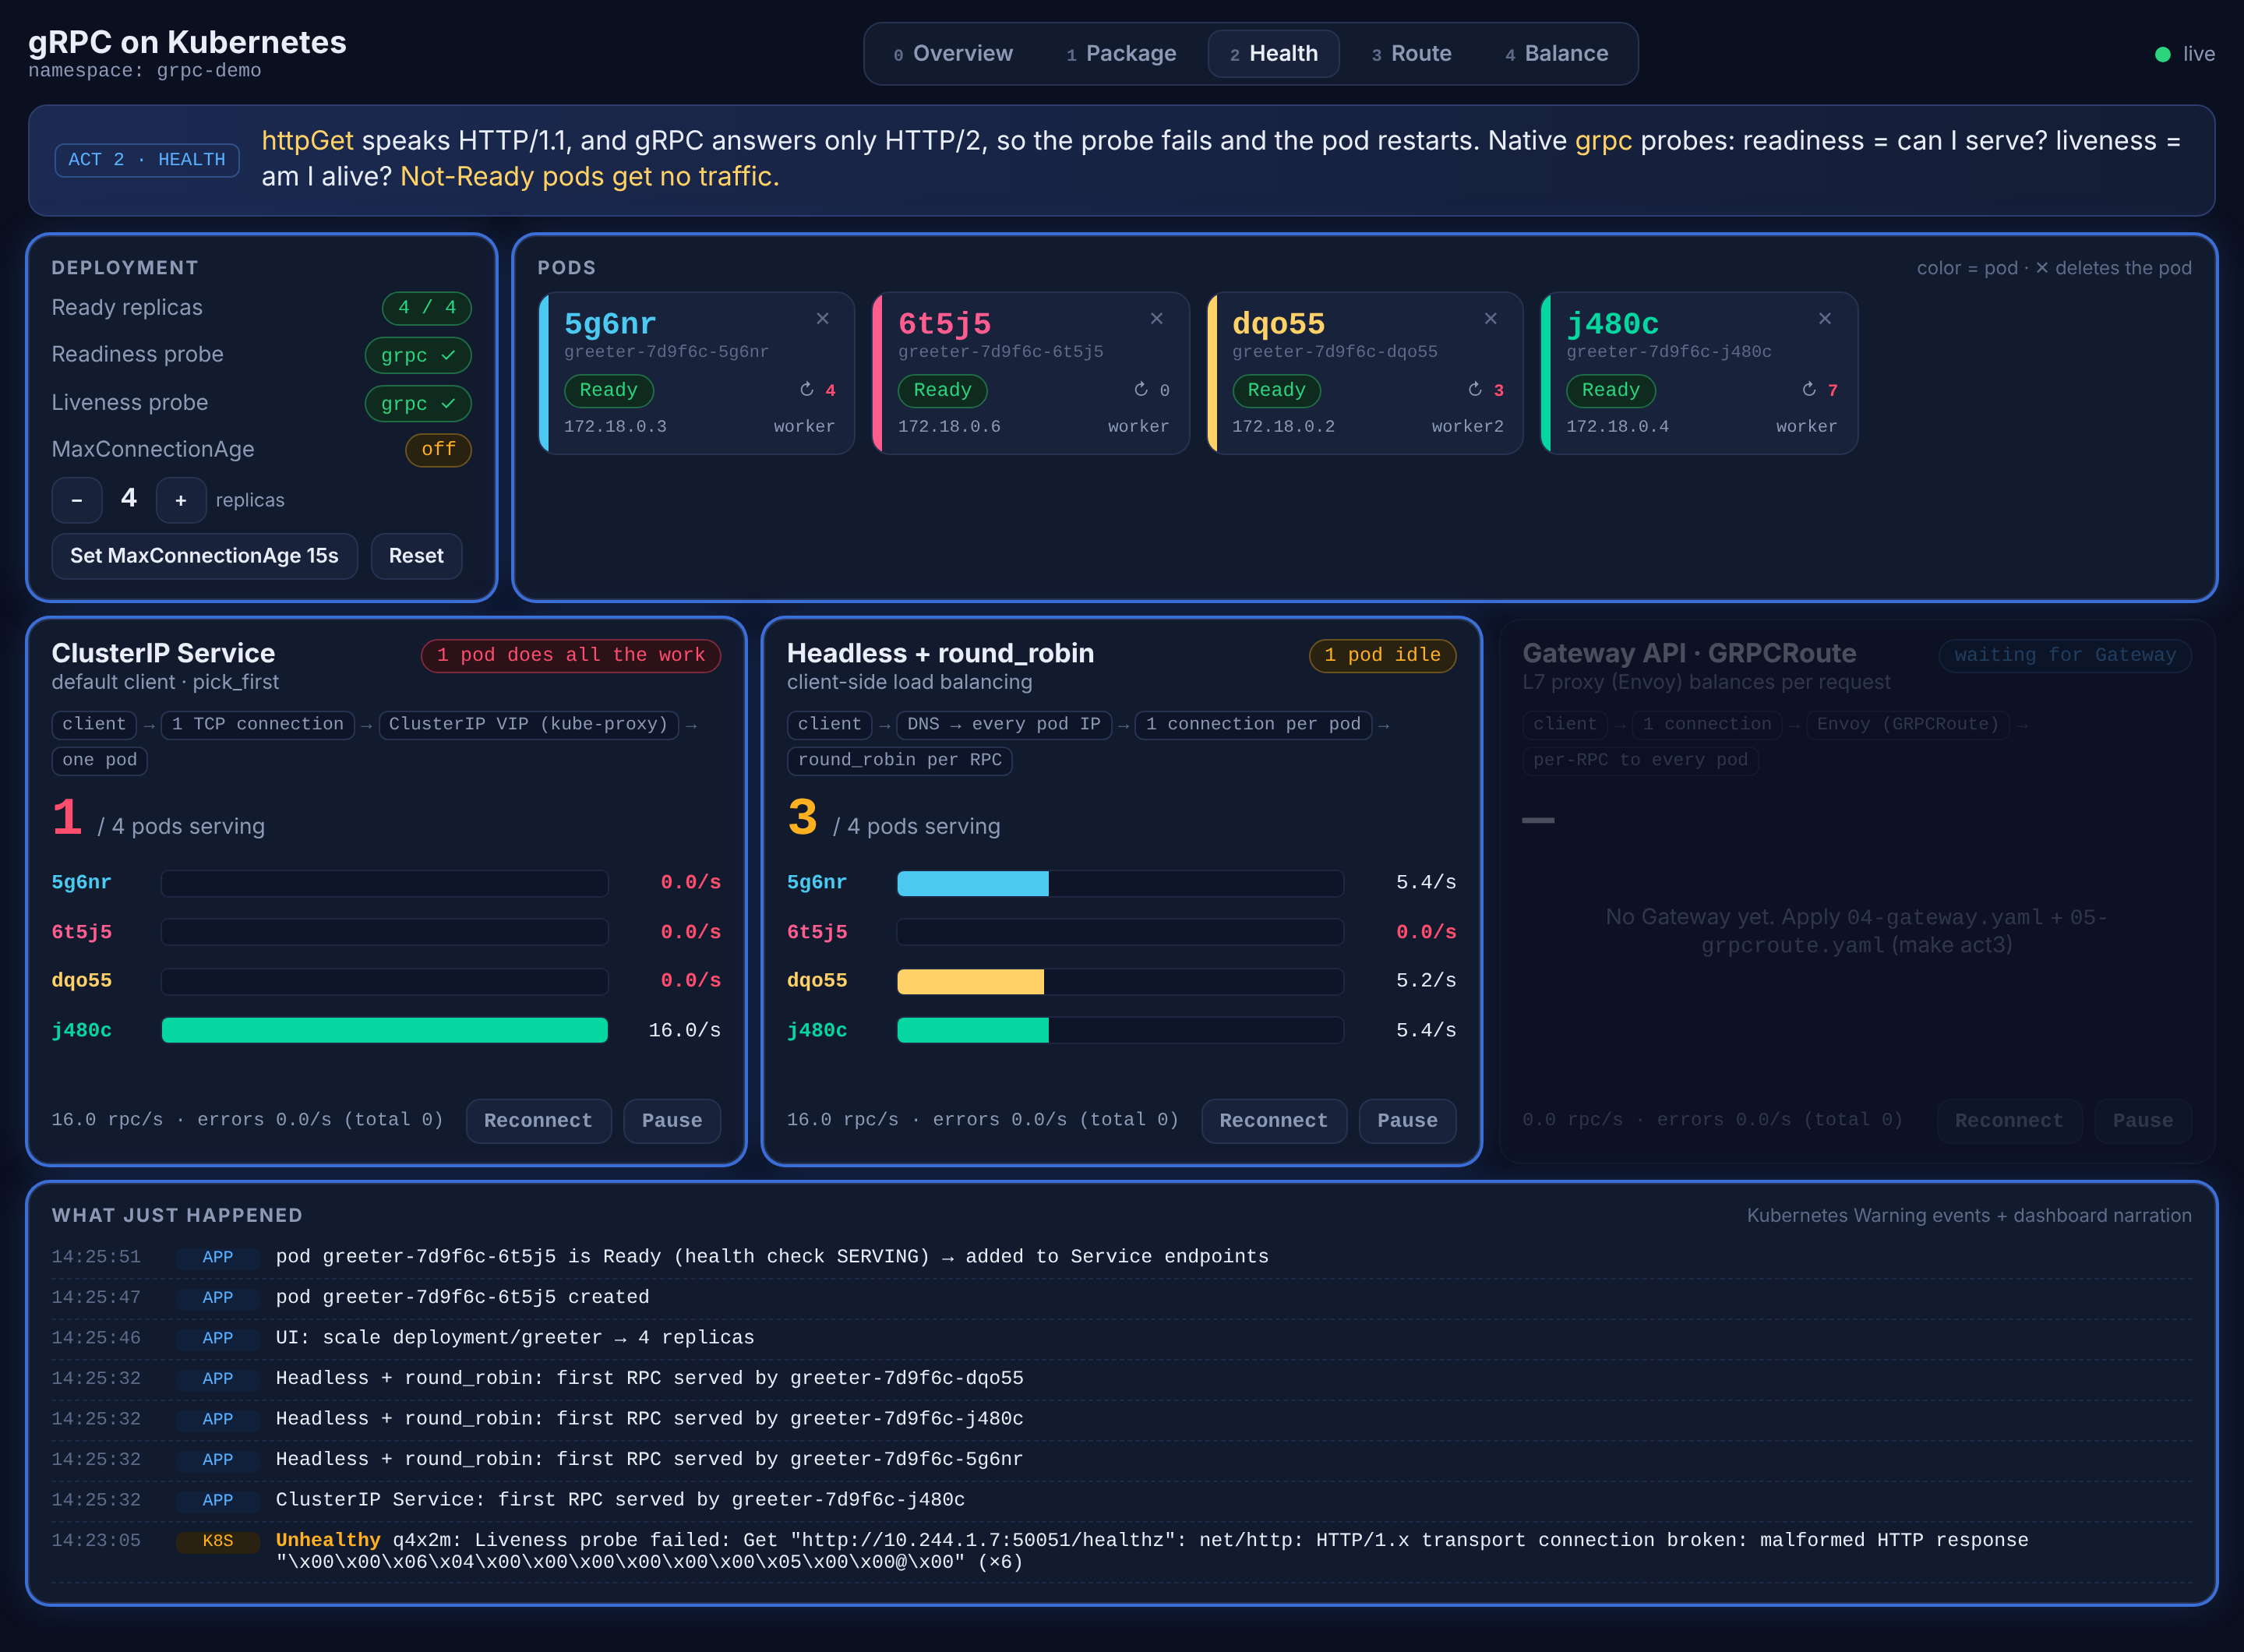 gRPC on Kubernetes
namespace: grpc-demo
0 Overview 1 Package 2 Health 3 Route 4 Balance
live
ACT 2 · HEALTH
httpGet speaks HTTP/1.1, and gRPC answers only HTTP/2, so the probe fails and the pod restarts. Native grpc probes: readiness = can I serve? liveness =
am I alive? Not-Ready pods get no traffic.
DEPLOYMENT
Ready replicas 4 / 4
Readiness probe grpc ✓
Liveness probe grpc ✓
MaxConnectionAge off
− 4 + replicas
Set MaxConnectionAge 15s Reset
PODS
color = pod · ✕ deletes the pod
5g6nr ✕
greeter-7d9f6c-5g6nr
Ready ↻ 4
172.18.0.3 worker
6t5j5 ✕
greeter-7d9f6c-6t5j5
Ready ↻ 0
172.18.0.6 worker
dqo55 ✕
greeter-7d9f6c-dqo55
Ready ↻ 3
172.18.0.2 worker2
j480c ✕
greeter-7d9f6c-j480c
Ready ↻ 7
172.18.0.4 worker
ClusterIP Service
1 pod does all the work
default client · pick_first
client → 1 TCP connection → ClusterIP VIP (kube-proxy) →
one pod
1 / 4 pods serving
5g6nr 0.0/s
6t5j5 0.0/s
dqo55 0.0/s
j480c 16.0/s
16.0 rpc/s · errors 0.0/s (total 0) Reconnect Pause
Headless + round_robin
1 pod idle
client-side load balancing
client → DNS → every pod IP → 1 connection per pod →
round_robin per RPC
3 / 4 pods serving
5g6nr 5.4/s
6t5j5 0.0/s
dqo55 5.2/s
j480c 5.4/s
16.0 rpc/s · errors 0.0/s (total 0) Reconnect Pause
Gateway API · GRPCRoute
waiting for Gateway
L7 proxy (Envoy) balances per request
client → 1 connection → Envoy (GRPCRoute) →
per-RPC to every pod
—
No Gateway yet. Apply 04-gateway.yaml + 05-
grpcroute.yaml (make act3)
0.0 rpc/s · errors 0.0/s (total 0) Reconnect Pause
WHAT JUST HAPPENED
Kubernetes Warning events + dashboard narration
14:25:51 APP pod greeter-7d9f6c-6t5j5 is Ready (health check SERVING) → added to Service endpoints
14:25:47 APP pod greeter-7d9f6c-6t5j5 created
14:25:46 APP UI: scale deployment/greeter → 4 replicas
14:25:32 APP Headless + round_robin: first RPC served by greeter-7d9f6c-dqo55
14:25:32 APP Headless + round_robin: first RPC served by greeter-7d9f6c-j480c
14:25:32 APP Headless + round_robin: first RPC served by greeter-7d9f6c-5g6nr
14:25:32 APP ClusterIP Service: first RPC served by greeter-7d9f6c-j480c
14:23:05 K8S Unhealthy q4x2m: Liveness probe failed: Get "http://10.244.1.7:50051/healthz": net/http: HTTP/1.x transport connection broken: malformed HTTP response
"\x00\x00\x06\x04\x00\x00\x00\x00\x00\x00\x05\x00\x00@\x00" (×6)